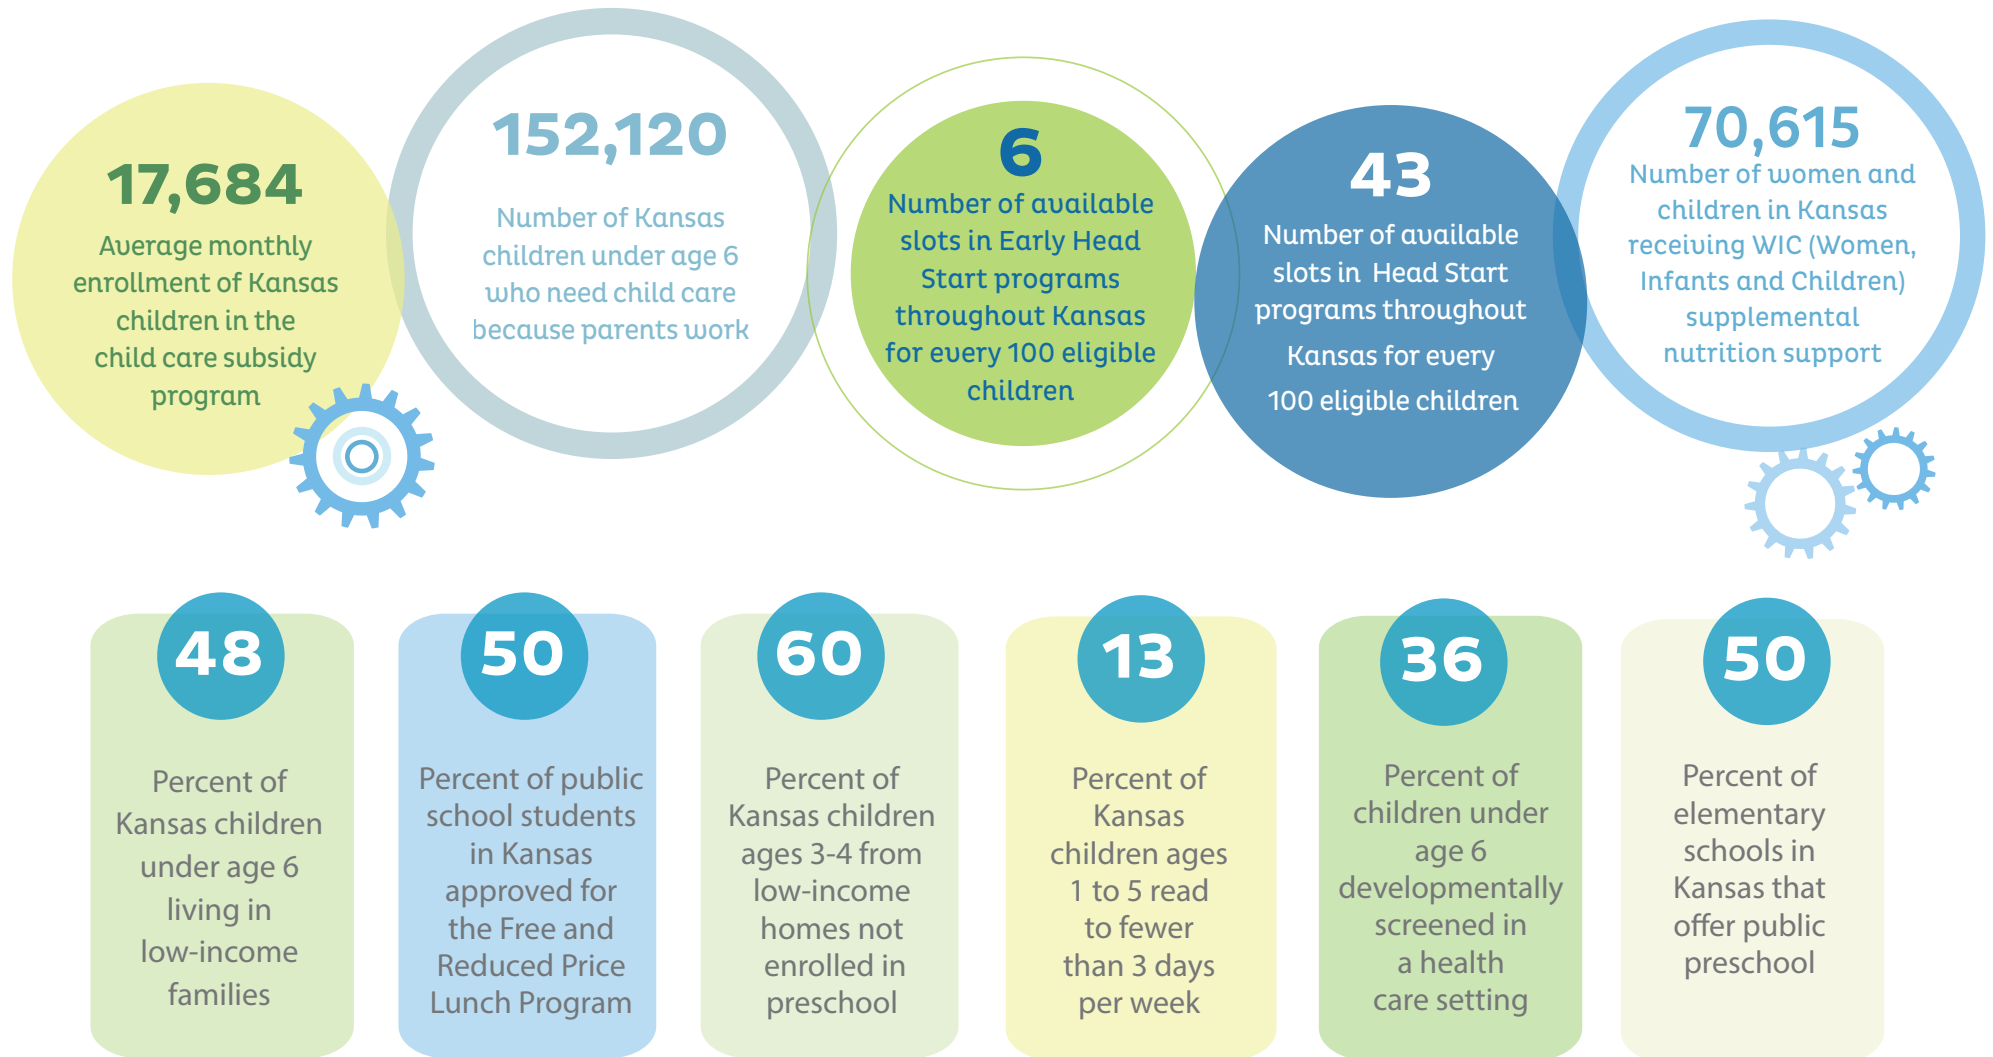 17,684
Average monthly
enrollment of Kansas
children in the
child care subsidy
program
152,120
Number of Kansas
children under age 6
who need child care
because parents work
6
Number of available
slots in Early Head
Start programs
throughout Kansas
for every 100 eligible
children
43
Number of available
slots in Head Start
programs throughout
Kansas for every
100 eligible children
70,615
Number of women and
children in Kansas
receiving WIC (Women,
Infants and Children)
supplemental
nutrition support
48
Percent of
Kansas children
under age 6
living in
low-income
families
50
Percent of public
school students
in Kansas
approved for
the Free and
Reduced Price
Lunch Program
60
Percent of
Kansas children
ages 3-4 from
low-income
homes not
enrolled in
preschool
13
Percent of
Kansas
children ages
1 to 5 read
to fewer
than 3 days
per week
36
Percent of
children under
age 6
developmentally
screened in
a health
care setting
50
Percent of
elementary
schools in
Kansas that
offer public
preschool